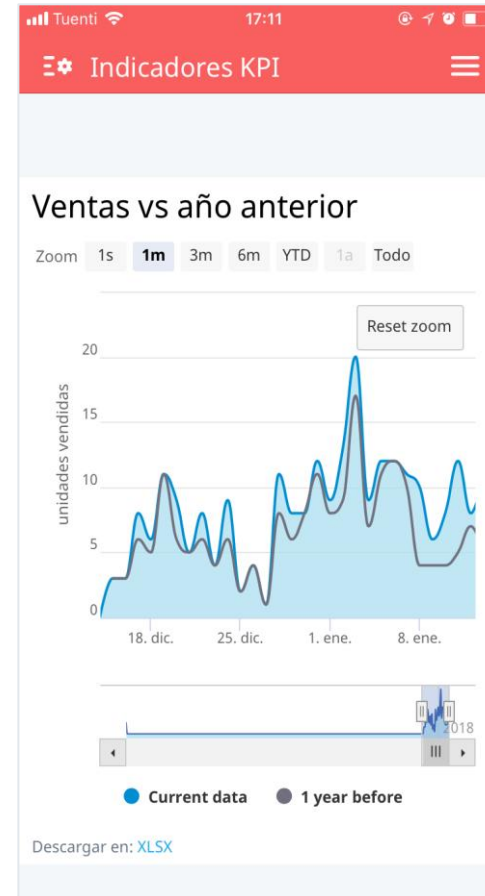 Tuenti 17:11
Indicadores KPI
Ventas vs año anterior
Zoom 1s 1m 3m 6m YTD 1a Todo
Reset zoom
unidades vendidas
20
15
10
5
0
18. dic. 25. dic. 1. ene. 8. ene.
2018
Current data 1 year before
Descargar en: XLSX